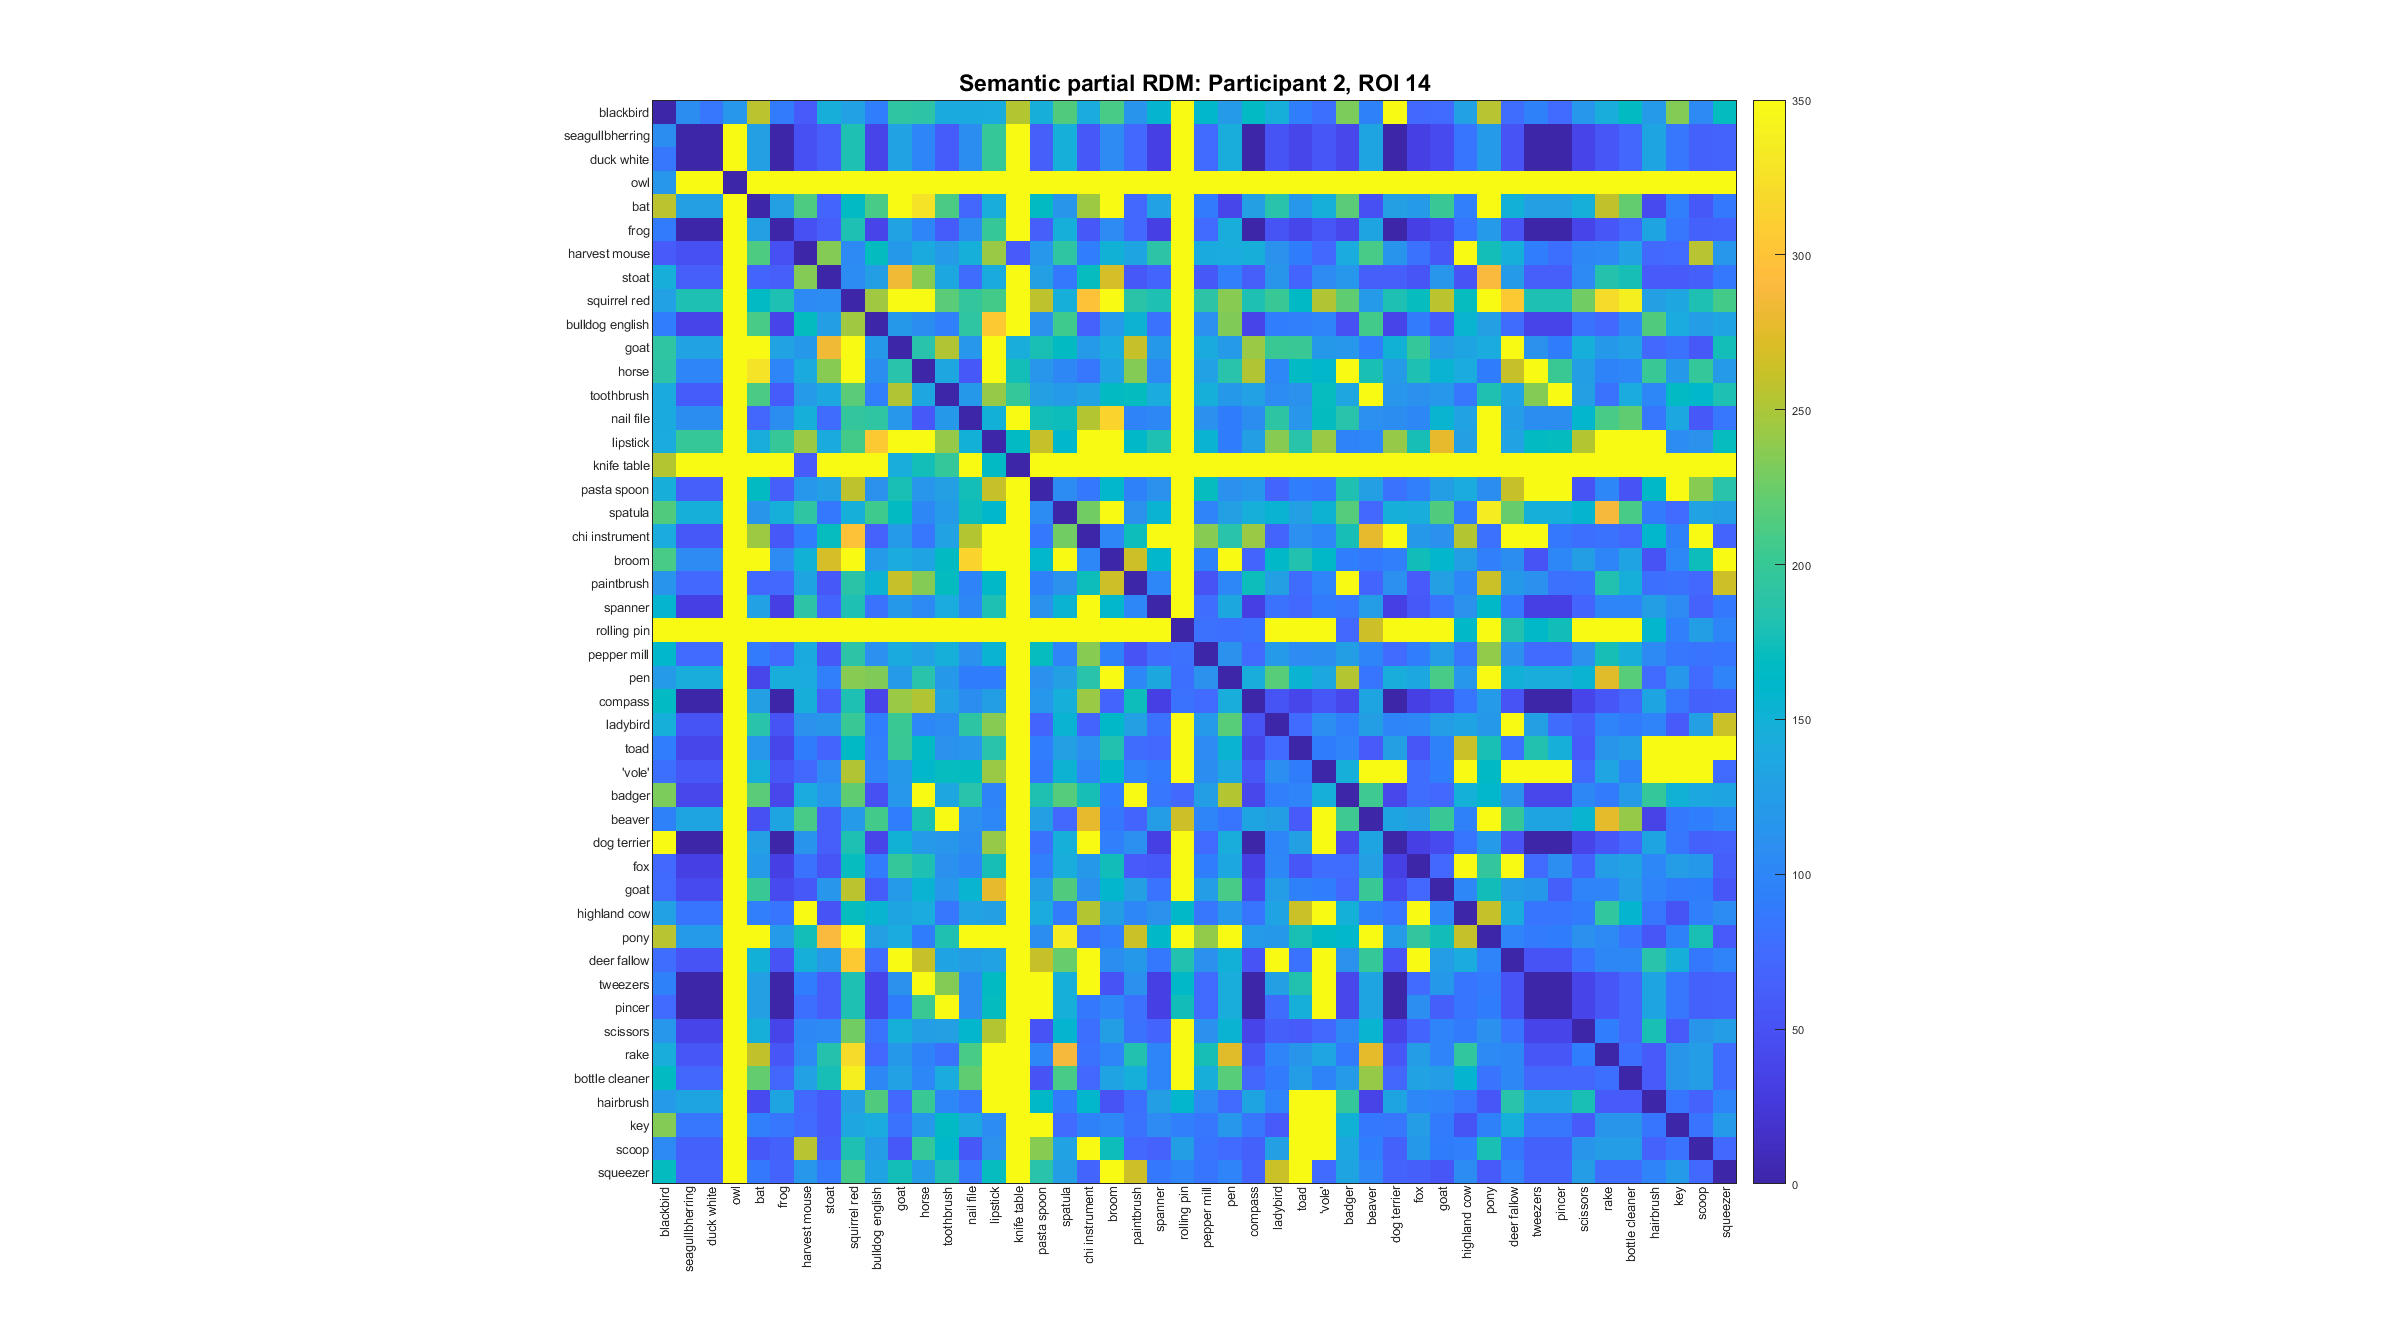 Semantic partial RDM: Participant 2, ROI 14
blackbird
seagullbherring
duck white
owl
bat
frog
harvest mouse
stoat
squirrel red
bulldog english
goat
horse
toothbrush
nail file
lipstick
knife table
pasta spoon
spatula
chi instrument
broom
paintbrush
spanner
rolling pin
pepper mill
pen
compass
ladybird
toad
'vole'
badger
beaver
dog terrier
fox
goat
highland cow
pony
deer fallow
tweezers
pincer
scissors
rake
bottle cleaner
hairbrush
key
scoop
squeezer
blackbird
seagullbherring
duck white
owl
bat
frog
harvest mouse
stoat
squirrel red
bulldog english
goat
horse
toothbrush
nail file
lipstick
knife table
pasta spoon
spatula
chi instrument
broom
paintbrush
spanner
rolling pin
pepper mill
pen
compass
ladybird
toad
'vole'
badger
beaver
dog terrier
fox
goat
highland cow
pony
deer fallow
tweezers
pincer
scissors
rake
bottle cleaner
hairbrush
key
scoop
squeezer
350
300
250
200
150
100
50
0